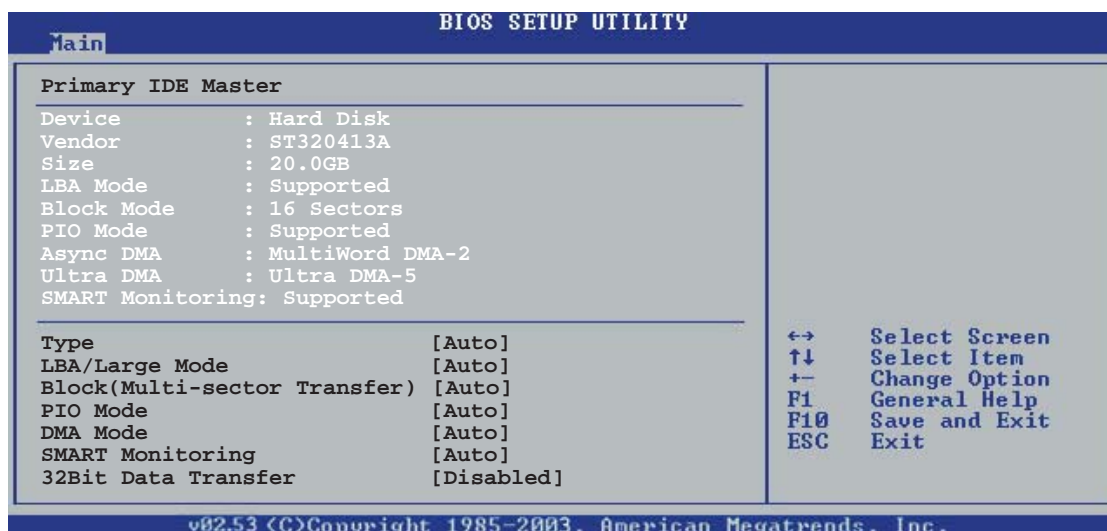 BIOS SETUP UTILITY
Main
Primary IDE Master
Device : Hard Disk
Vendor : ST320413A
Size : 20.0GB
LBA Mode : Supported
Block Mode : 16 Sectors
PIO Mode : Supported
Async DMA : MultiWord DMA-2
Ultra DMA : Ultra DMA-5
SMART Monitoring: Supported
Type [Auto]
LBA/Large Mode [Auto]
Block(Multi-sector Transfer) [Auto]
PIO Mode [Auto]
DMA Mode [Auto]
SMART Monitoring [Auto]
32Bit Data Transfer [Disabled]
←→ Select Screen
↑↓ Select Item
+- Change Option
F1 General Help
F10 Save and Exit
ESC Exit
v02.53 (C)Copyright 1985-2003, American Megatrends, Inc.